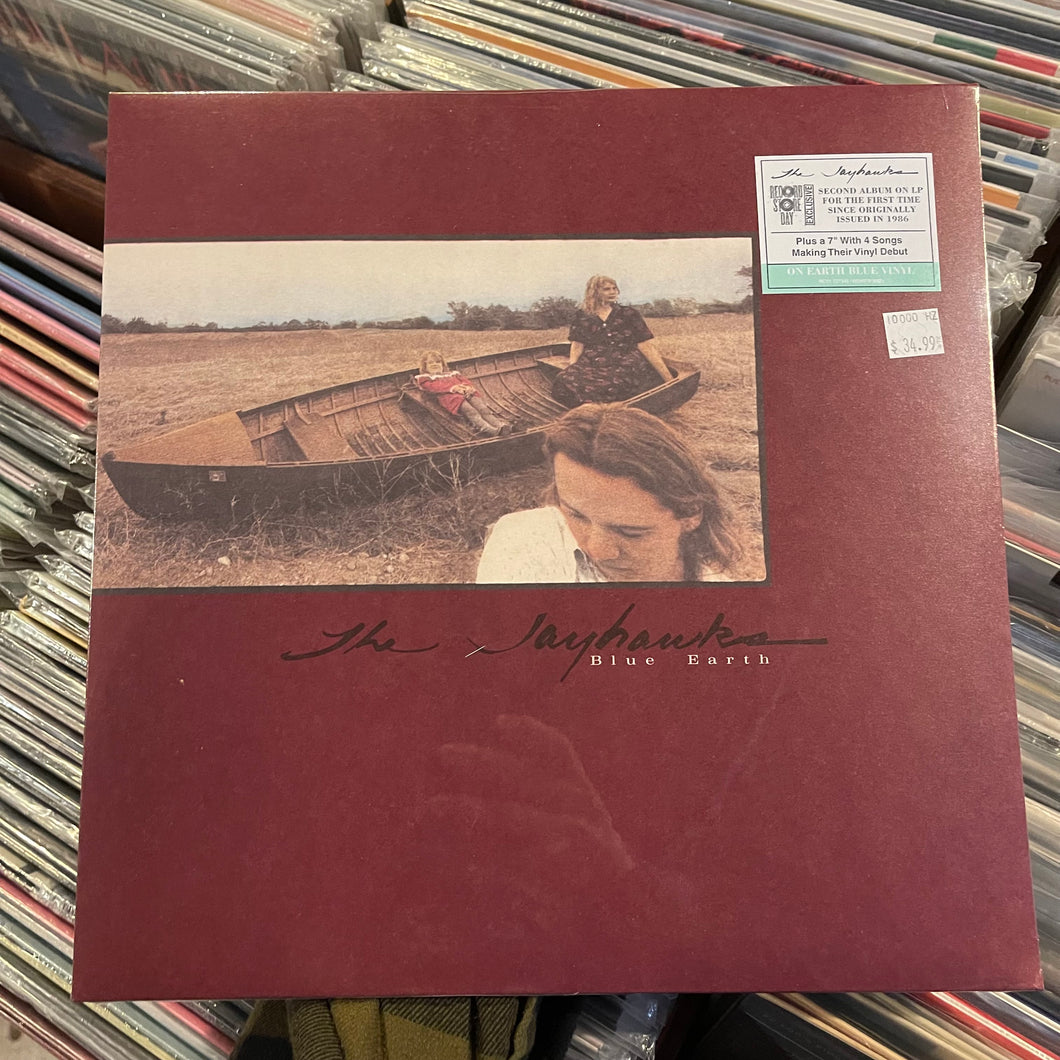 The Jayhawks
RECORD
STORE
DAY
EXCLUSIVE
SECOND ALBUM ON LP
FOR THE FIRST TIME
SINCE ORIGINALLY
ISSUED IN 1986
Plus a 7" With 4 Songs
Making Their Vinyl Debut
ON EARTH BLUE VINYL
10000 HZ
$ 34.99
The Jayhawks
Blue Earth